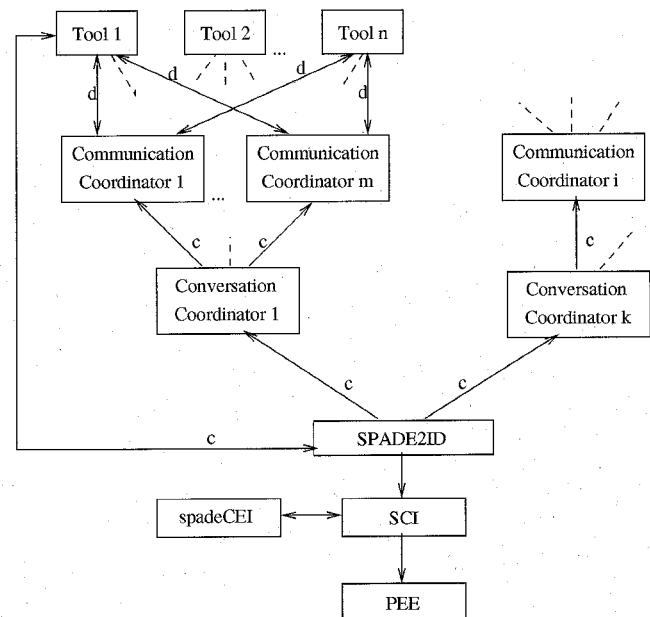 Tool 1
Tool 2
...
Tool n
d
d
d
d
Communication
Coordinator 1
...
Communication
Coordinator m
Communication
Coordinator i
c
c
c
Conversation
Coordinator 1
Conversation
Coordinator k
c
c
c
SPADE2ID
spadeCEI
SCI
PEE